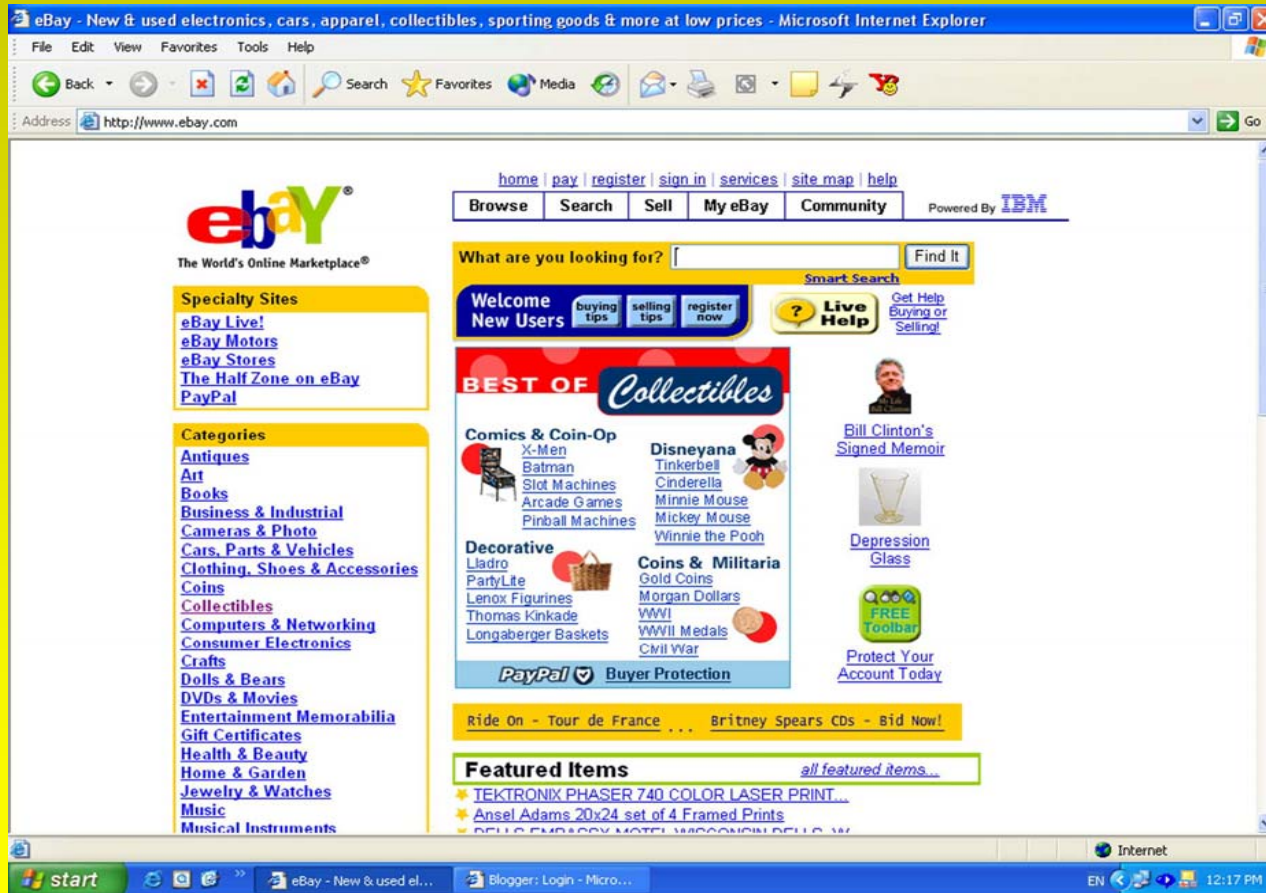 eBay - New & used electronics, cars, apparel, collectibles, sporting goods & more at low prices - Microsoft Internet Explorer
File Edit View Favorites Tools Help
Back Search Favorites Media
Address http://www.ebay.com Go
home | pay | register | sign in | services | site map | help
Browse Search Sell My eBay Community Powered By IBM
ebaY®
The World's Online Marketplace®
What are you looking for? Find It
Smart Search
Welcome New Users
buying tips
selling tips
register now
? Live Help
Get Help
Buying or
Selling!
Specialty Sites
eBay Live!
eBay Motors
eBay Stores
The Half Zone on eBay
PayPal
Categories
Antiques
Art
Books
Business & Industrial
Cameras & Photo
Cars, Parts & Vehicles
Clothing, Shoes & Accessories
Coins
Collectibles
Computers & Networking
Consumer Electronics
Crafts
Dolls & Bears
DVDs & Movies
Entertainment Memorabilia
Gift Certificates
Health & Beauty
Home & Garden
Jewelry & Watches
Music
Musical Instruments
BEST OF Collectibles
Comics & Coin-Op
X-Men
Batman
Slot Machines
Arcade Games
Pinball Machines
Disneyana
Tinkerbell
Cinderella
Minnie Mouse
Mickey Mouse
Winnie the Pooh
Decorative
Lladro
PartyLite
Lenox Figurines
Thomas Kinkade
Longaberger Baskets
Coins & Militaria
Gold Coins
Morgan Dollars
WWI
WWII Medals
Civil War
PayPal Buyer Protection
My Life
Bill Clinton
Bill Clinton's
Signed Memoir
Depression
Glass
FREE
Toolbar
Protect Your
Account Today
Ride On - Tour de France ... Britney Spears CDs - Bid Now!
Featured Items all featured items...
TEKTRONIX PHASER 740 COLOR LASER PRINT...
Ansel Adams 20x24 set of 4 Framed Prints
DELLS EMBASSY MOTEL WISCONSIN DELLS, W...
Internet
start eBay - New & used el... Blogger: Login - Micro... EN 12:17 PM